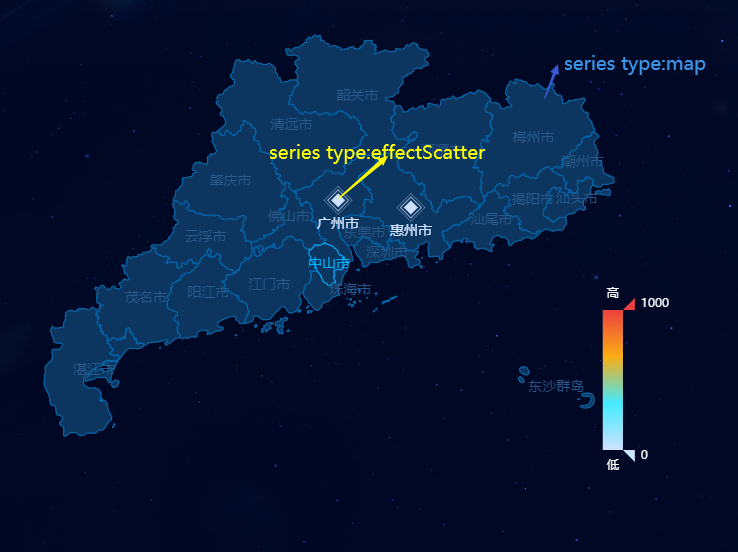 series type:map
韶关市
清远市
series type:effectScatter
梅州市
潮州市
肇庆市
揭阳市
汕头市
佛山市
广州市
汕尾市
惠州市
东莞市
云浮市
深圳市
中山市
江门市
珠海市
阳江市
茂名市
高
1000
湛江市
东沙群岛
0
低